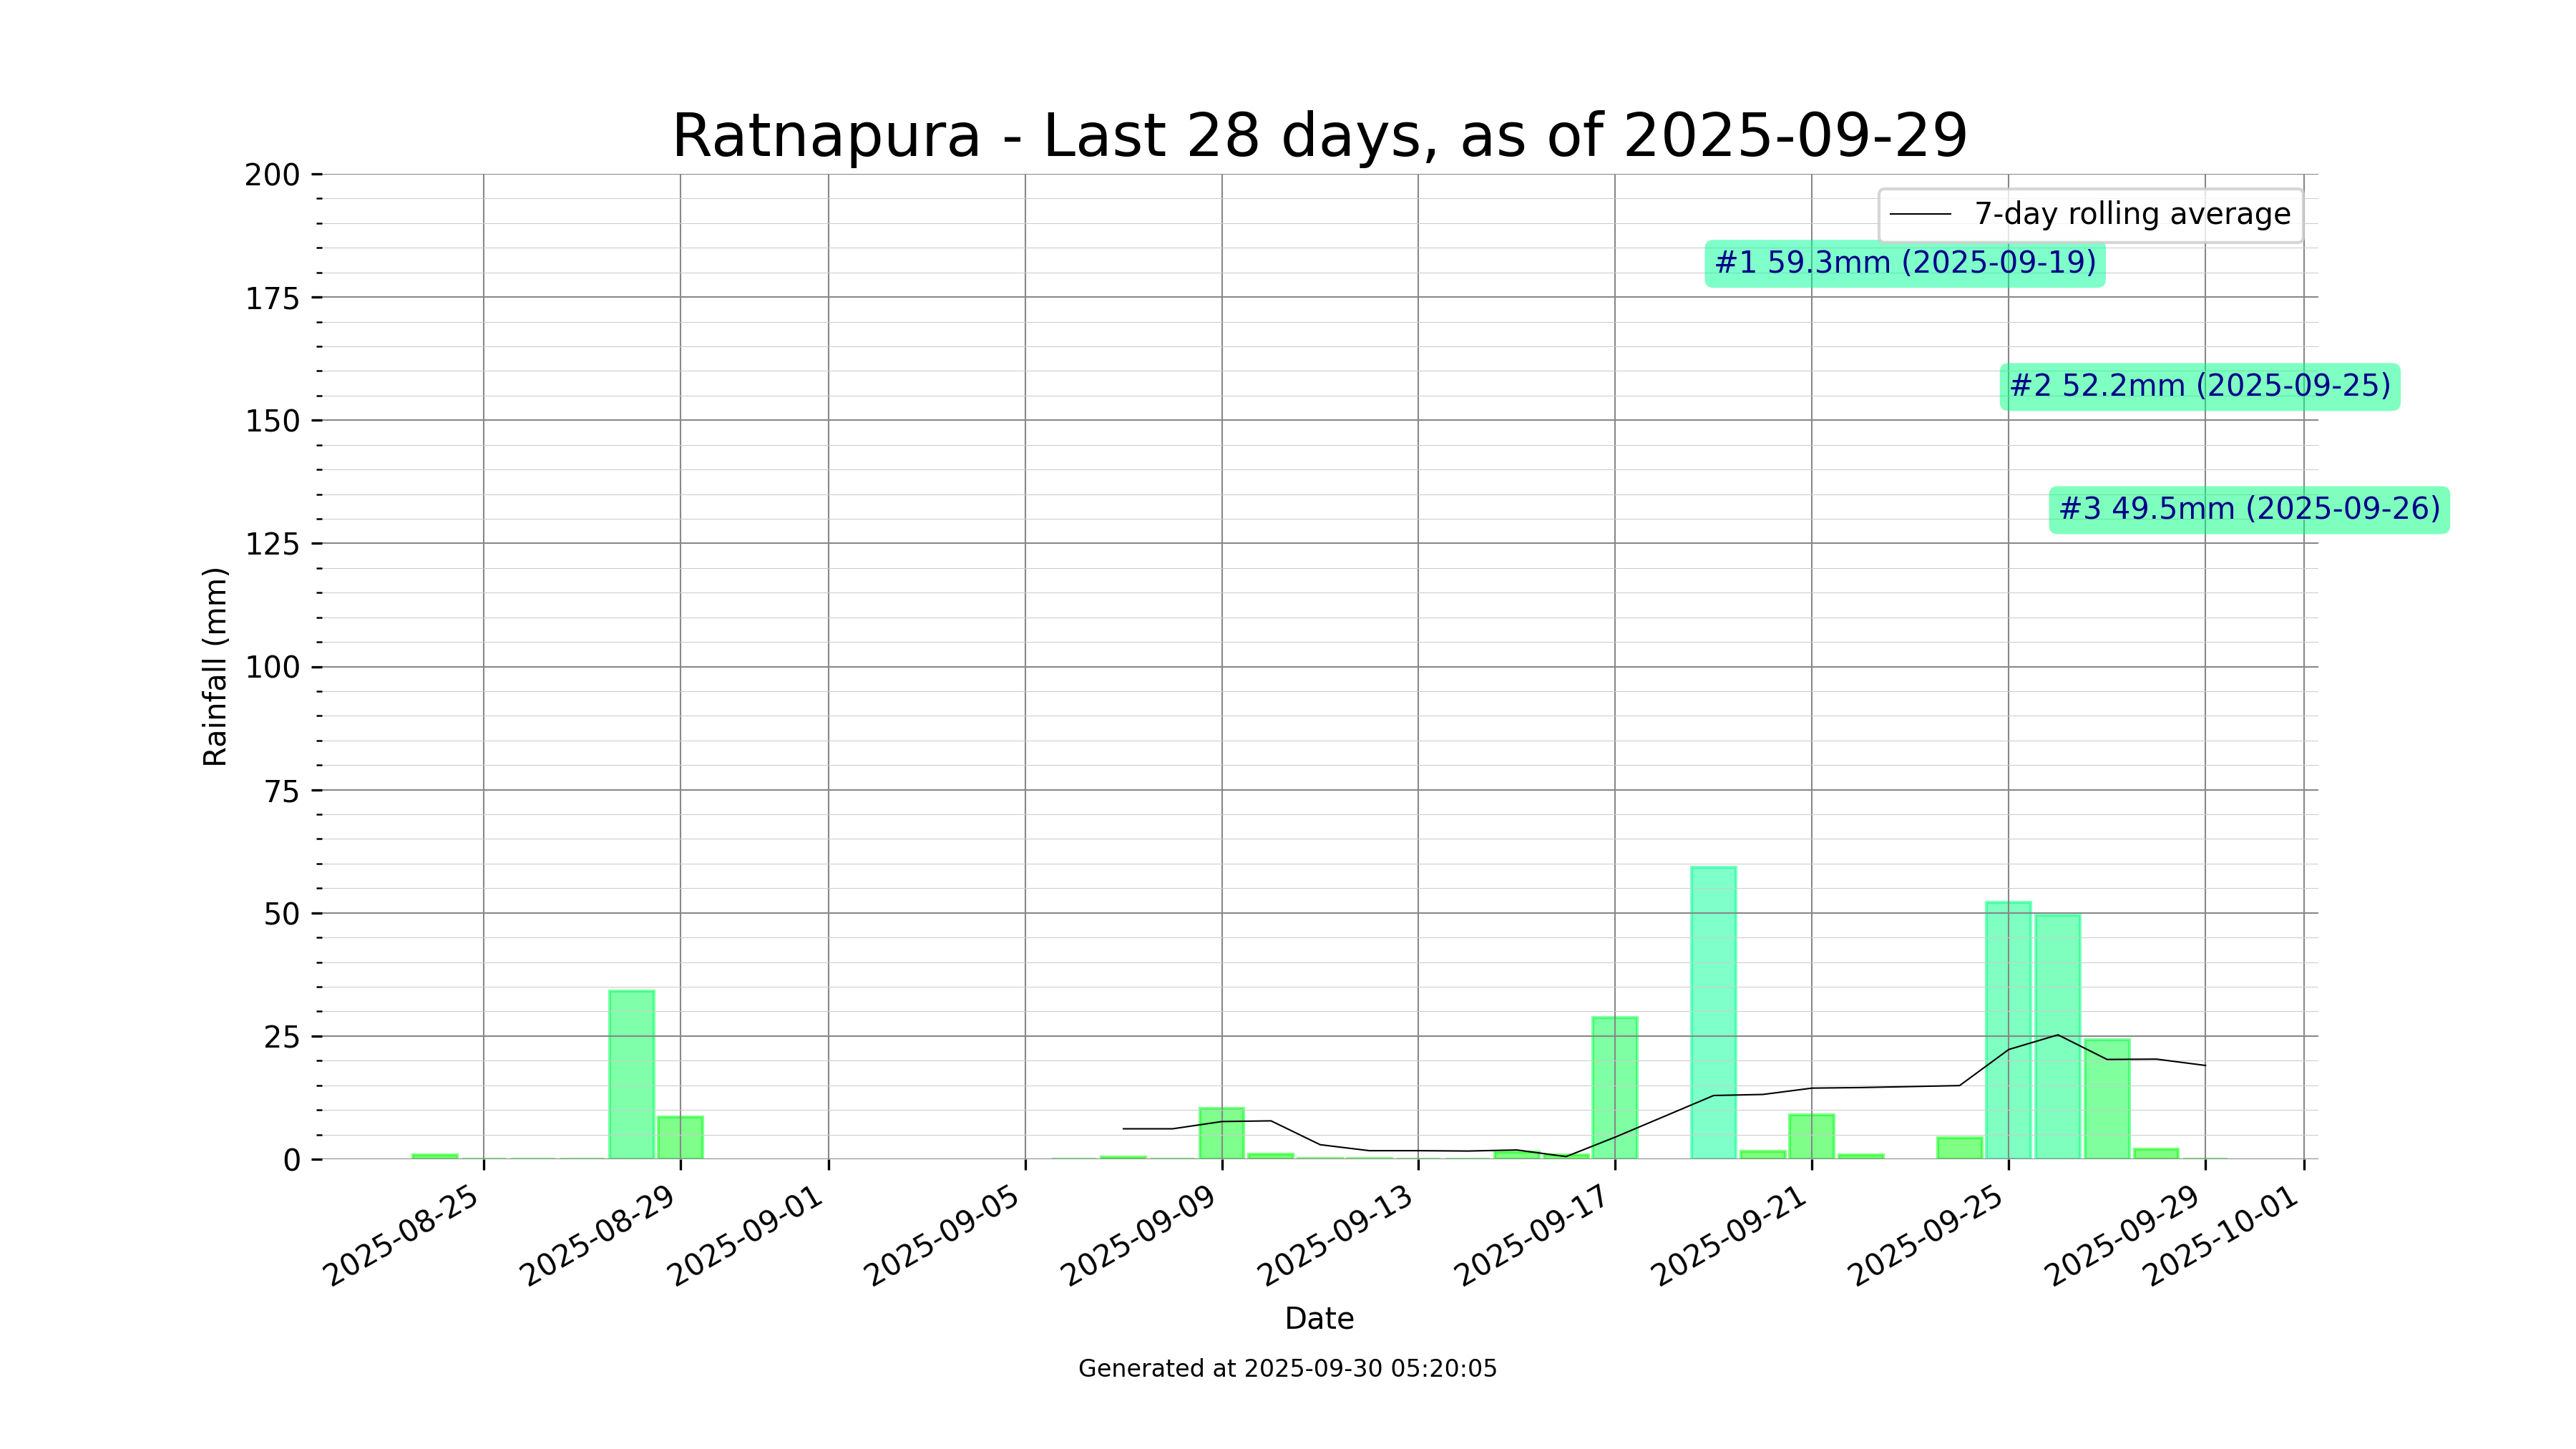 Ratnapura - Last 28 days, as of 2025-09-29
200
175
150
125
100
75
50
25
0
Rainfall (mm)
7-day rolling average
#1 59.3mm (2025-09-19)
#2 52.2mm (2025-09-25)
#3 49.5mm (2025-09-26)
2025-08-25
2025-08-29
2025-09-01
2025-09-05
2025-09-09
2025-09-13
2025-09-17
2025-09-21
2025-09-25
2025-09-29
2025-10-01
Date
Generated at 2025-09-30 05:20:05